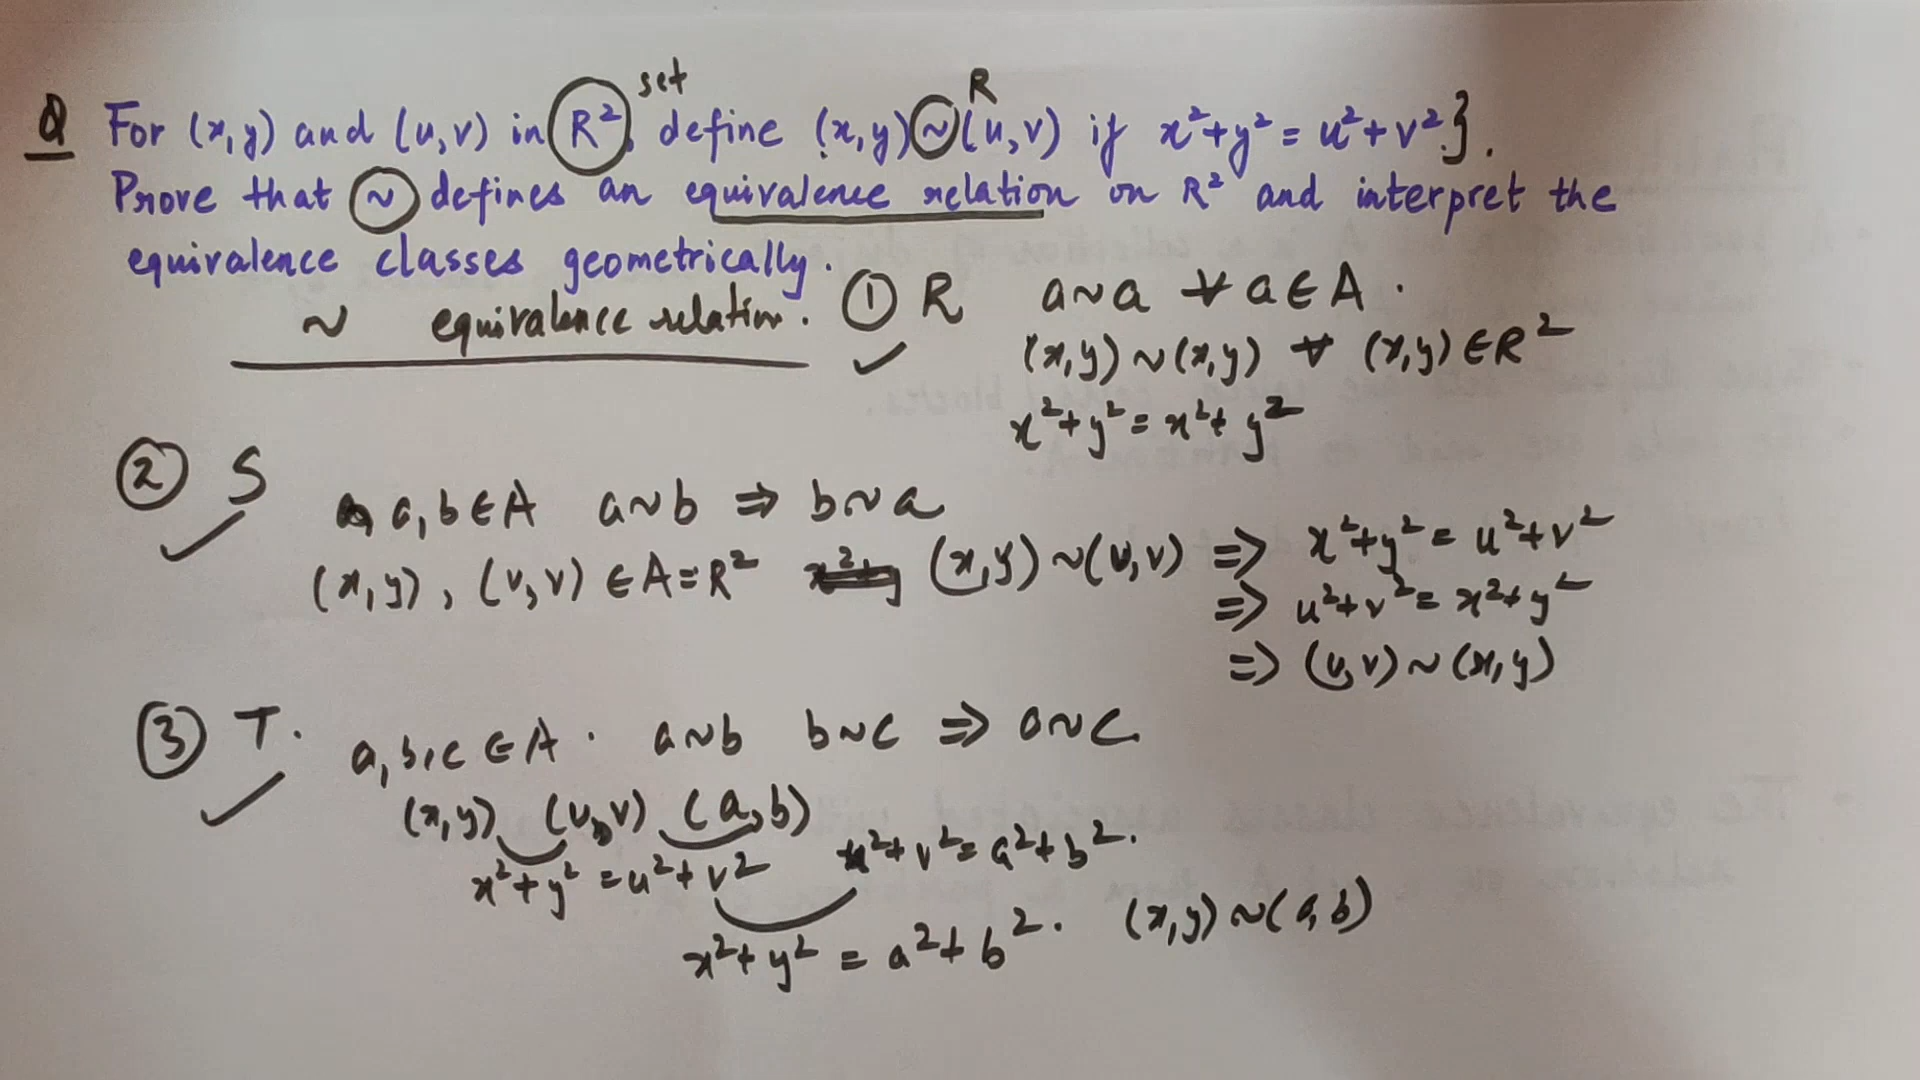 set
R
Q For (x,y) and (u,v) in R², define (x,y) ~ (u,v) if x²+y² = u²+v² }.
Prove that ~ defines an equivalence relation on R² and interpret the
equivalence classes geometrically.
~ equivalence relation. ① R a~a ∀ a∈A.
(x,y) ~ (x,y) ∀ (x,y) ∈ R²
x²+y² = x²+y²
② S
a,b∈A a~b ⇒ b~a
(x,y), (u,v) ∈ A=R² (x,y) ~ (u,v) ⇒ x²+y² = u²+v²
⇒ u²+v² = x²+y²
⇒ (u,v) ~ (x,y)
③ T.
a,b,c ∈ A. a~b b~c ⇒ a~c
(x,y) (u,v) (a,b)
x²+y² = u²+v² u²+v² = a²+b².
x²+y² = a²+b². (x,y) ~ (a,b)